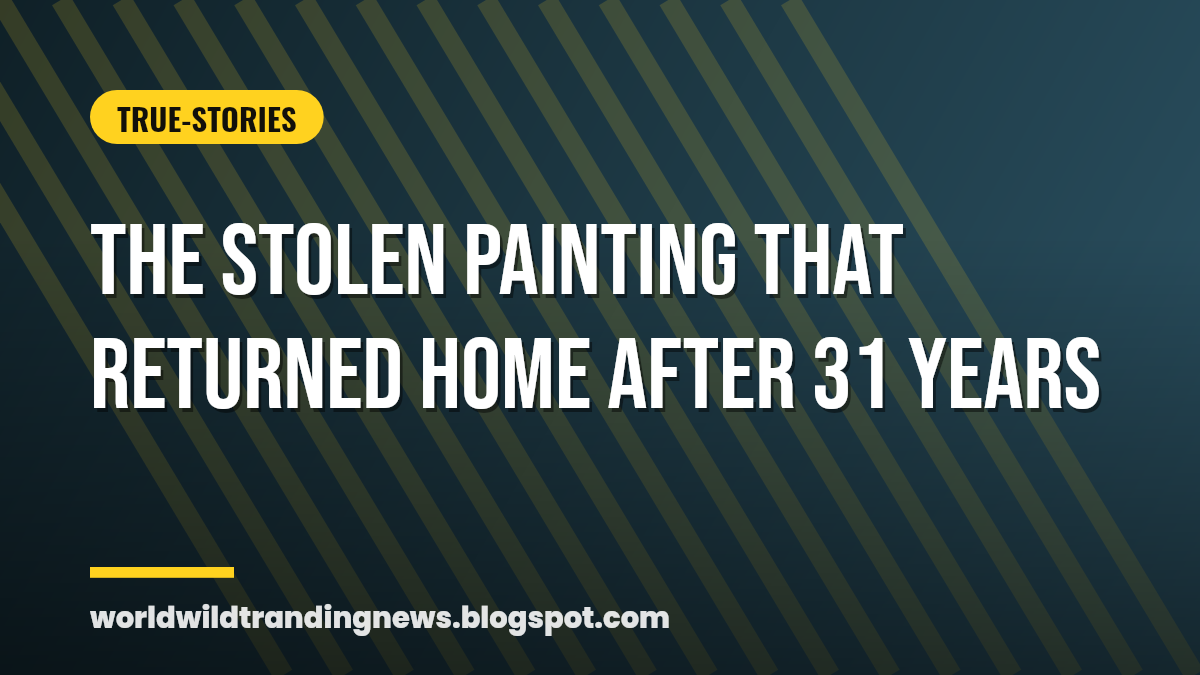 TRUE-STORIES
THE STOLEN PAINTING THAT
RETURNED HOME AFTER 31 YEARS
worldwildtrandingnews.blogspot.com